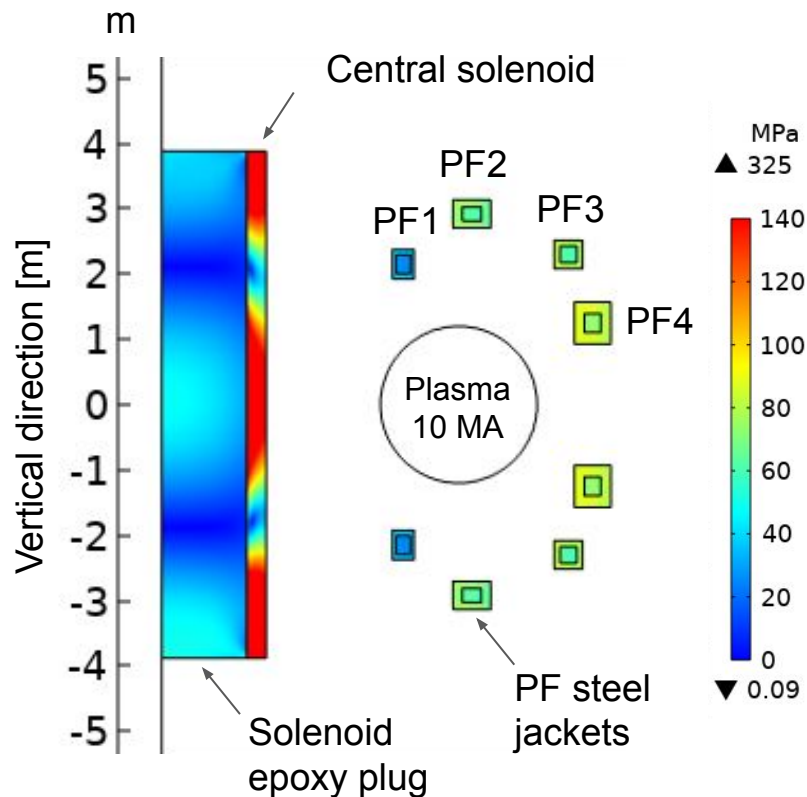 m
Central solenoid
5
4
3
2
1
0
-1
-2
-3
-4
-5
Vertical direction [m]
PF2
PF1
PF3
PF4
Plasma
10 MA
PF steel
jackets
Solenoid
epoxy plug
MPa
▲ 325
140
120
100
80
60
40
20
0
▼ 0.09